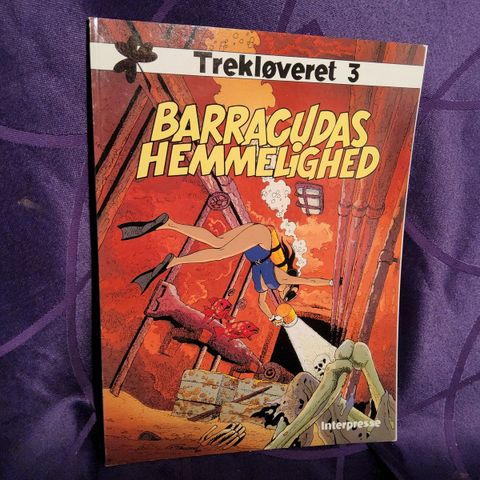 Trekløveret 3
BARRACUDAS
HEMMELIGHED
Interpresse